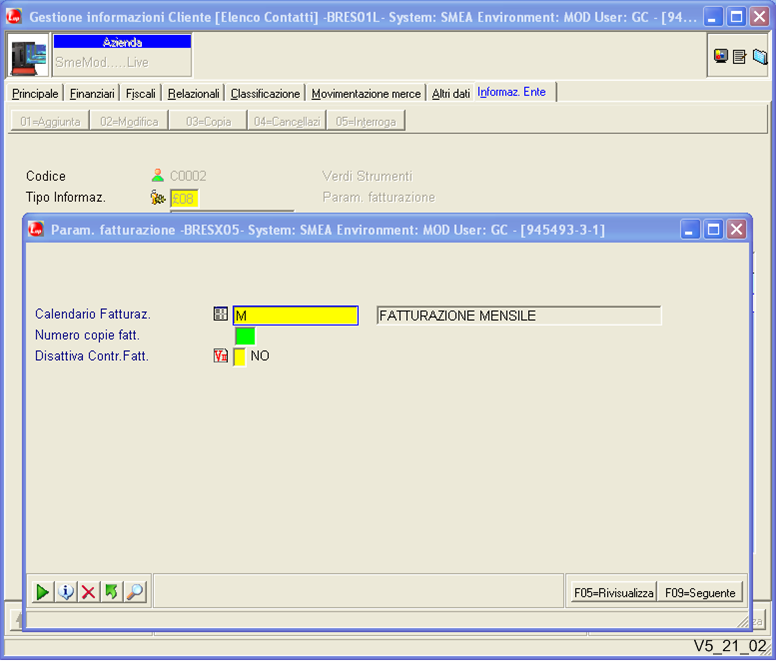 Gestione informazioni Cliente [Elenco Contatti] -BRES01L- System: SMEA Environment: MOD User: GC - [94...
Azienda
SmeMod.....Live
Principale Finanziari Fiscali Relazionali Classificazione Movimentazione merce Altri dati Informaz. Ente
01=Aggiunta 02=Modifica 03=Copia 04=Cancellazi 05=Interroga
Codice C0002 Verdi Strumenti
Tipo Informaz. £08 Param. fatturazione
Param. fatturazione -BRESX05- System: SMEA Environment: MOD User: GC - [945493-3-1]
Calendario Fatturaz. M FATTURAZIONE MENSILE
Numero copie fatt.
Disattiva Contr.Fatt. NO
F05=Rivisualizza F09=Seguente
V5_21_02